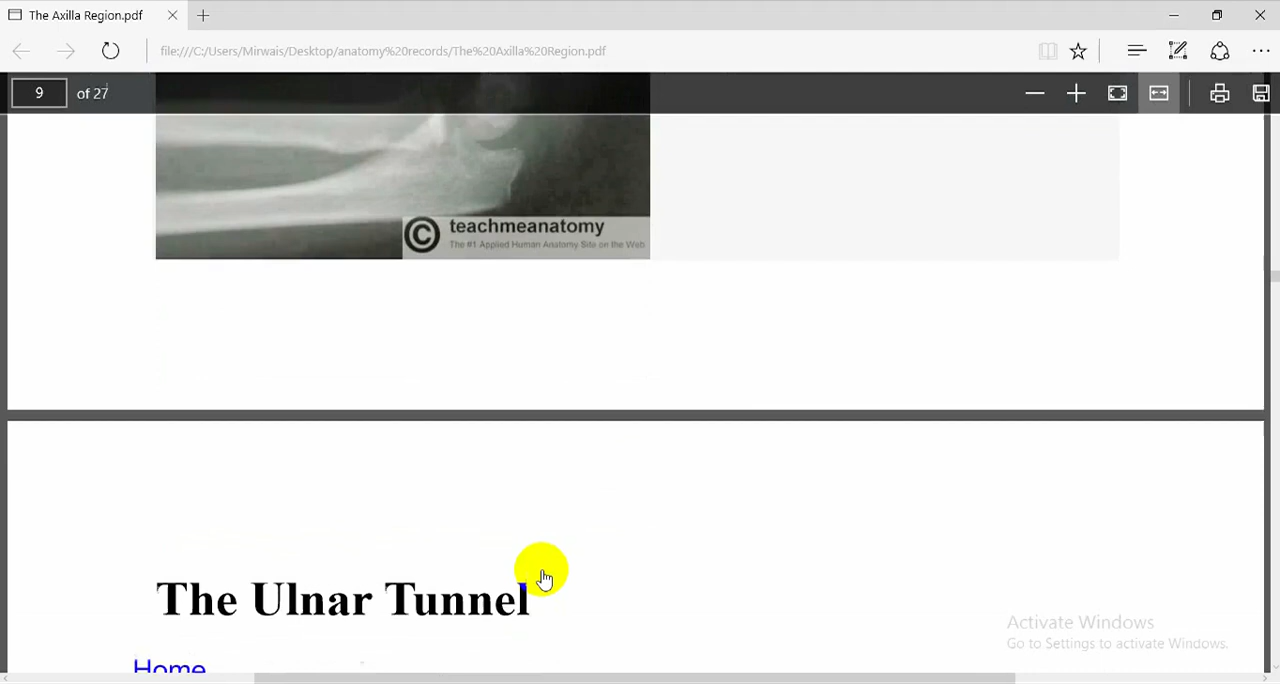 The Axilla Region.pdf
file:///C:/Users/Mirwais/Desktop/anatomy%20records/The%20Axilla%20Region.pdf
9 of 27
© teachmeanatomy
The #1 Applied Human Anatomy Site on the Web
The Ulnar Tunnel
Home
Activate Windows
Go to Settings to activate Windows.